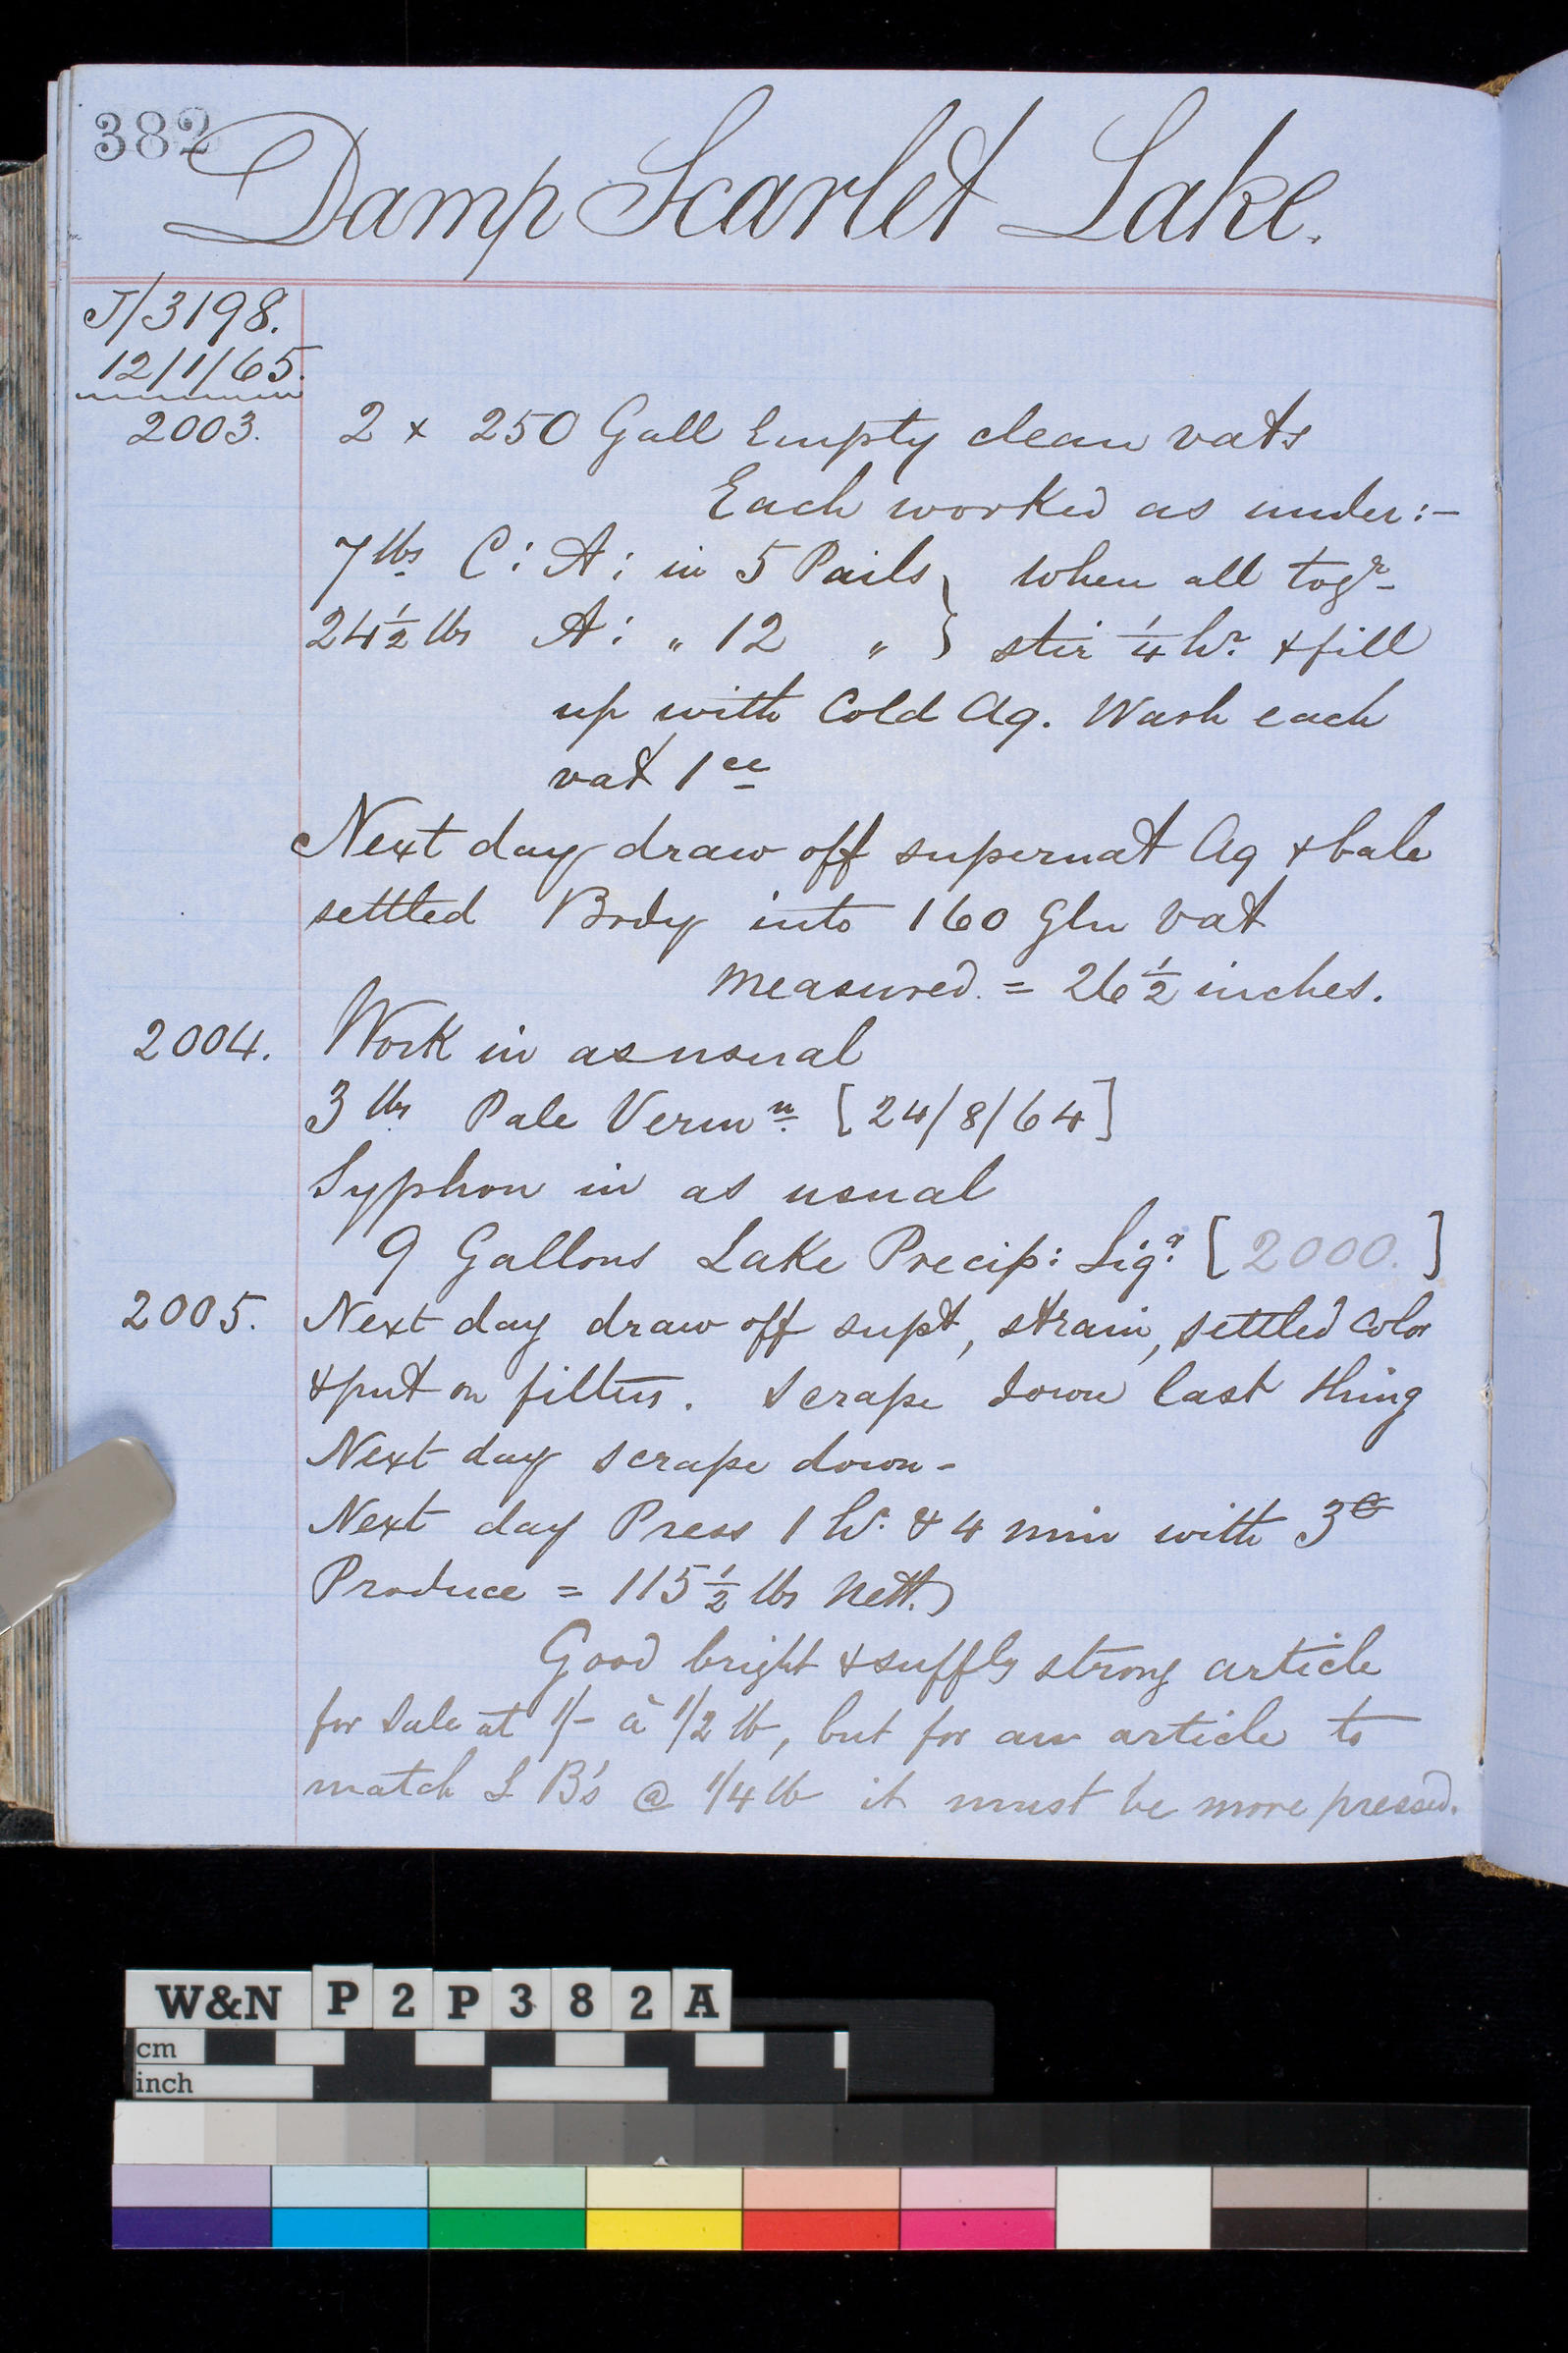 382
Damp Scarlet Lake.
J/3198.
12/1/65.
2003. 2 x 250 Gall Empty clean vats
Each worked as under:-
7 lbs C: A: in 5 Pails } when all togr
24½ lbs A: " 12 " } stir ¼ hr. & fill
up with Cold Aq. Wash each
vat 1ce
Next day draw off supernat Aq & bale
settled Body into 160 Gln vat
measured = 26½ inches.
2004. Work in as usual
3 lbs Pale Vermn. [24/8/64]
Syphon in as usual
9 Gallons Lake Precip: Liqr. [2000.]
2005. Next day draw off supt, strain, settled color
& put on filters. Scrape down last thing
Next day scrape down-
Next day Press 1 hr. & 4 min with 3
Produce = 115½ lbs Nett.)
Good bright & suffly strong article
for Sale at 1/- à 1/2 lb, but for an article to
match L B's @ 1/4 lb it must be more pressed.
W&N P2P382A
cm
inch